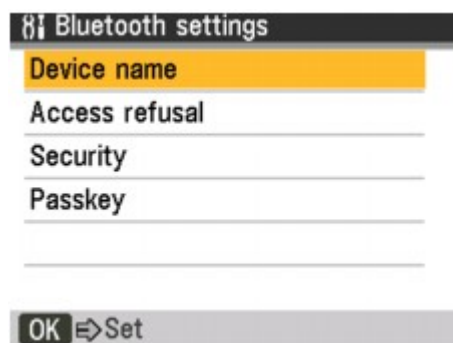 Bluetooth settings
Device name
Access refusal
Security
Passkey
OK ⇨Set